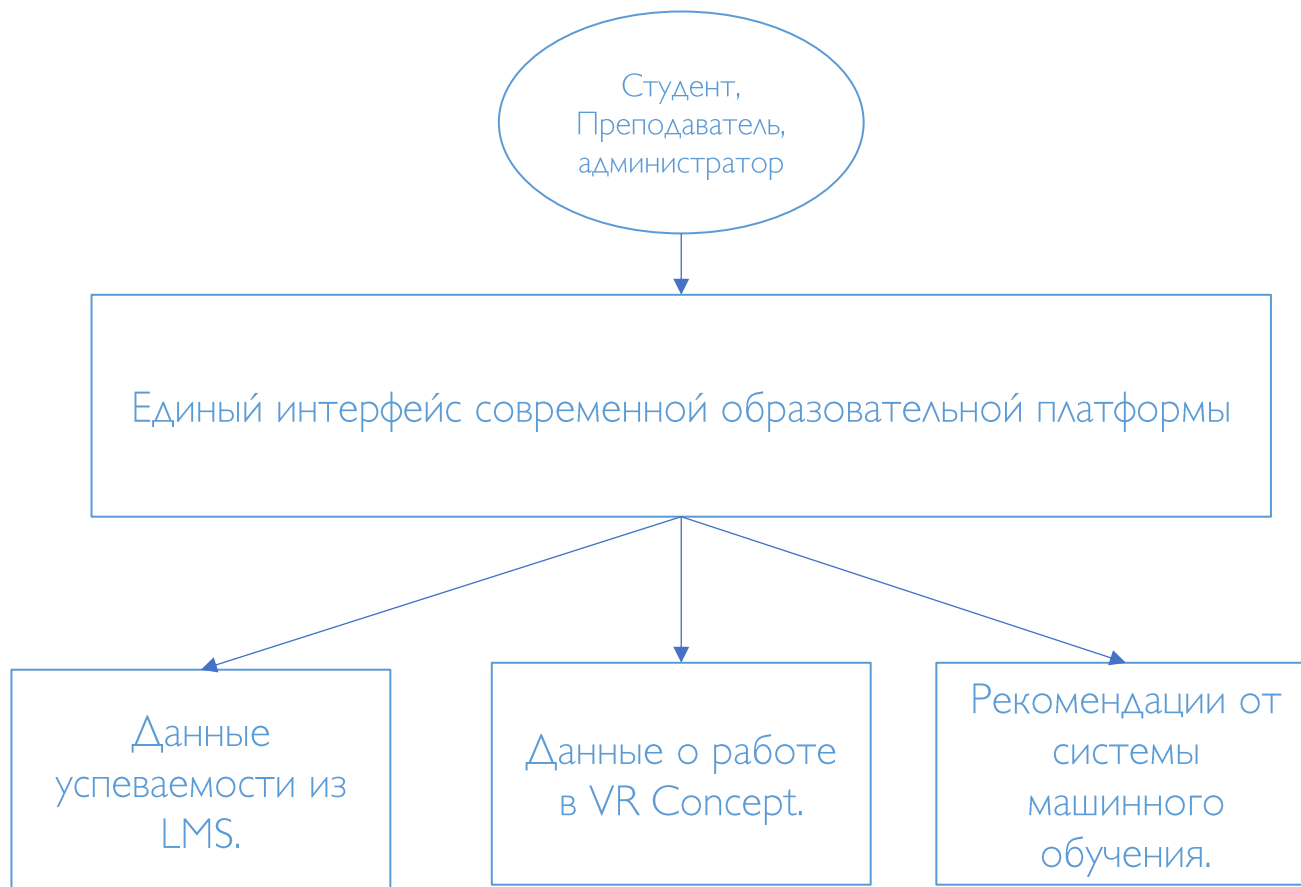 Студент,
Преподаватель,
администратор
Единый интерфейс современной образовательной платформы
Данные
успеваемости из
LMS.
Данные о работе
в VR Concept.
Рекомендации от
системы
машинного
обучения.